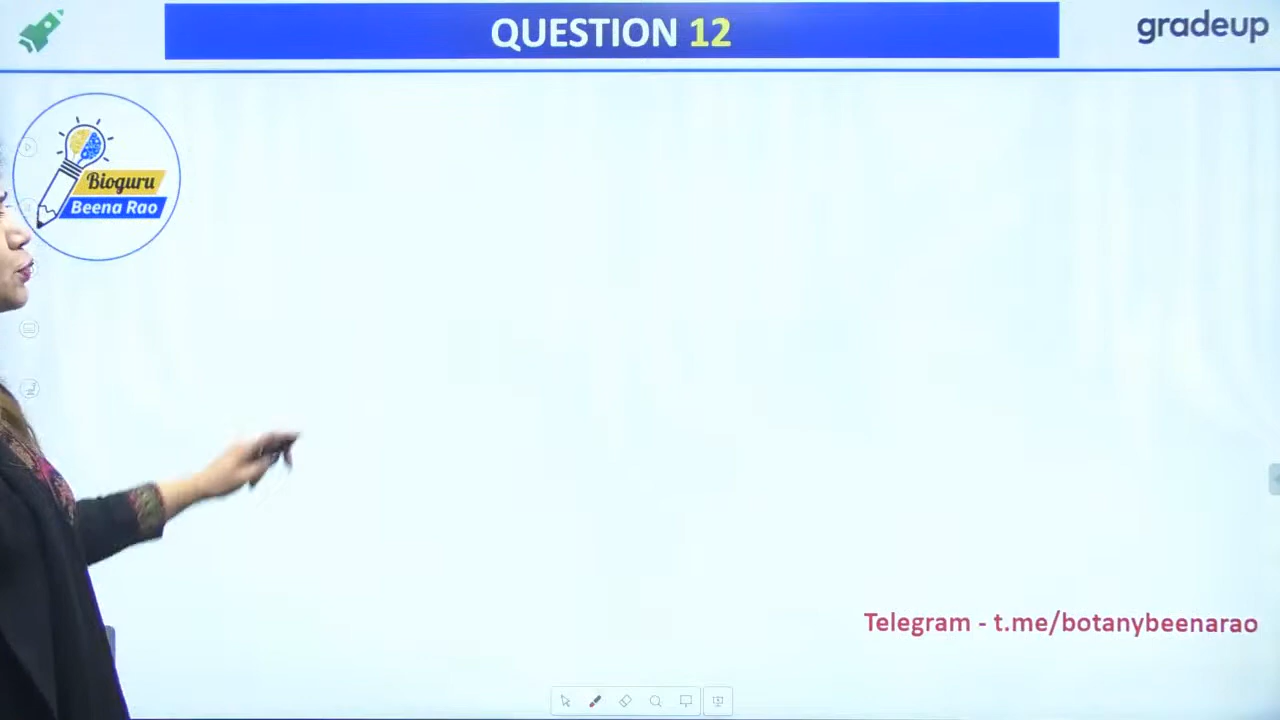 QUESTION 12
gradeup
Bioguru
Beena Rao
Telegram - t.me/botanybeenarao